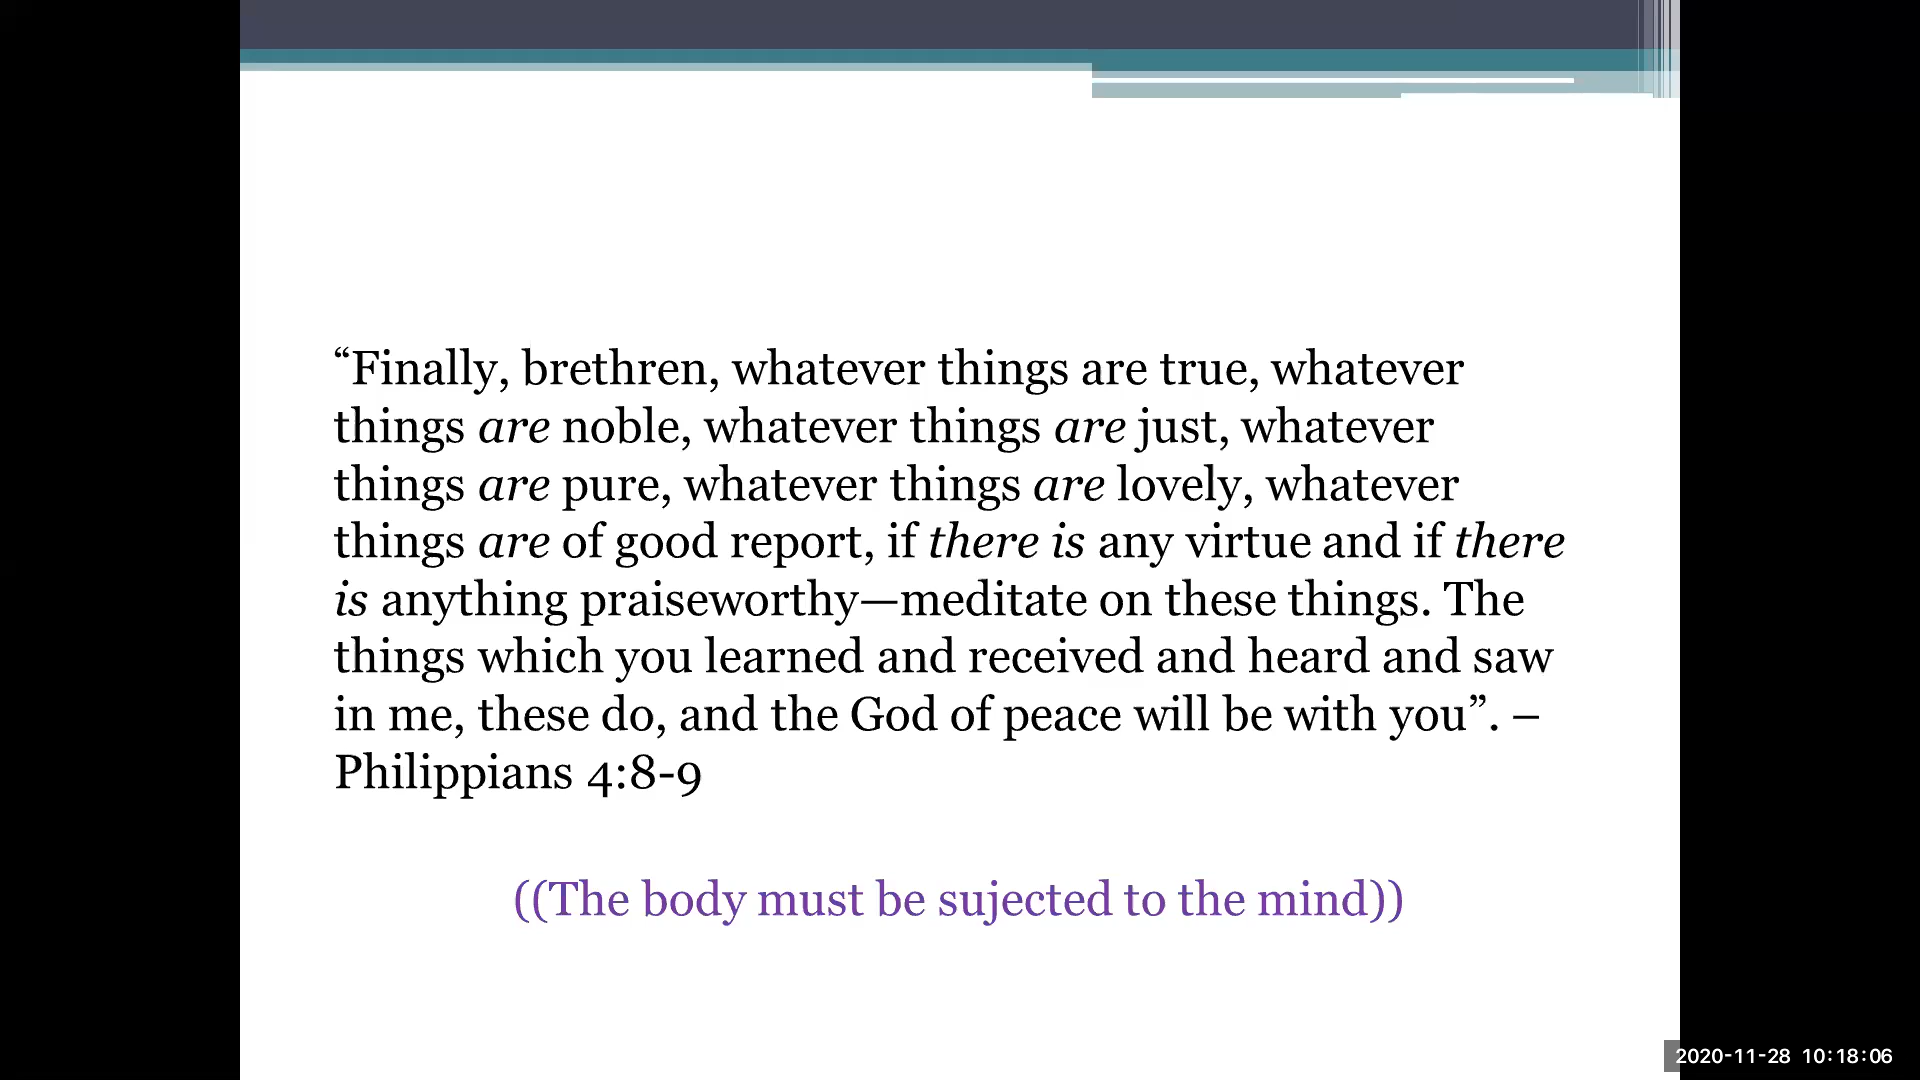 “Finally, brethren, whatever things are true, whatever
things are noble, whatever things are just, whatever
things are pure, whatever things are lovely, whatever
things are of good report, if there is any virtue and if there
is anything praiseworthy—meditate on these things. The
things which you learned and received and heard and saw
in me, these do, and the God of peace will be with you”. –
Philippians 4:8-9
((The body must be sujected to the mind))
2020-11-28 10:18:06